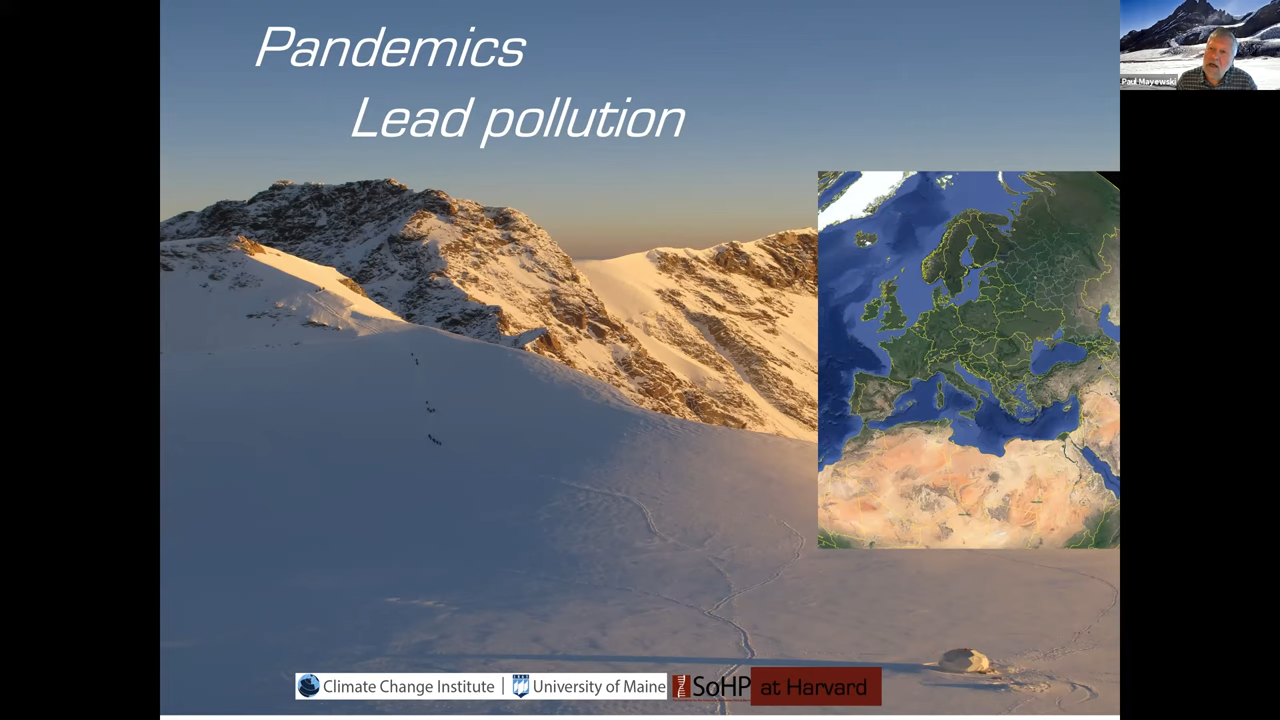 Pandemics
Lead pollution
Paul Mayewski
Climate Change Institute | University of Maine SoHP at Harvard